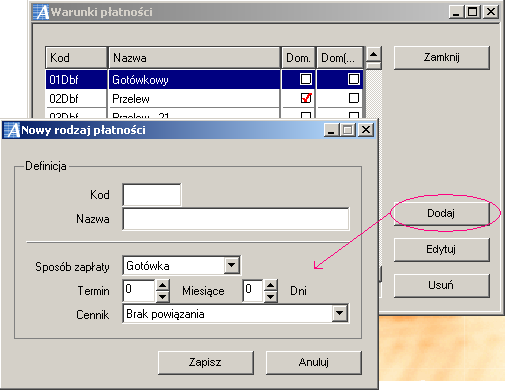 Warunki płatności
Kod Nazwa Dom. Dom(...
Zamknij
01Dbf Gotówkowy
02Dbf Przelew
03Dbf Przelew 21
Nowy rodzaj płatności
Definicja
Kod
Nazwa
Dodaj
Edytuj
Usuń
Sposób zapłaty Gotówka
Termin 0 Miesiące 0 Dni
Cennik Brak powiązania
Zapisz Anuluj